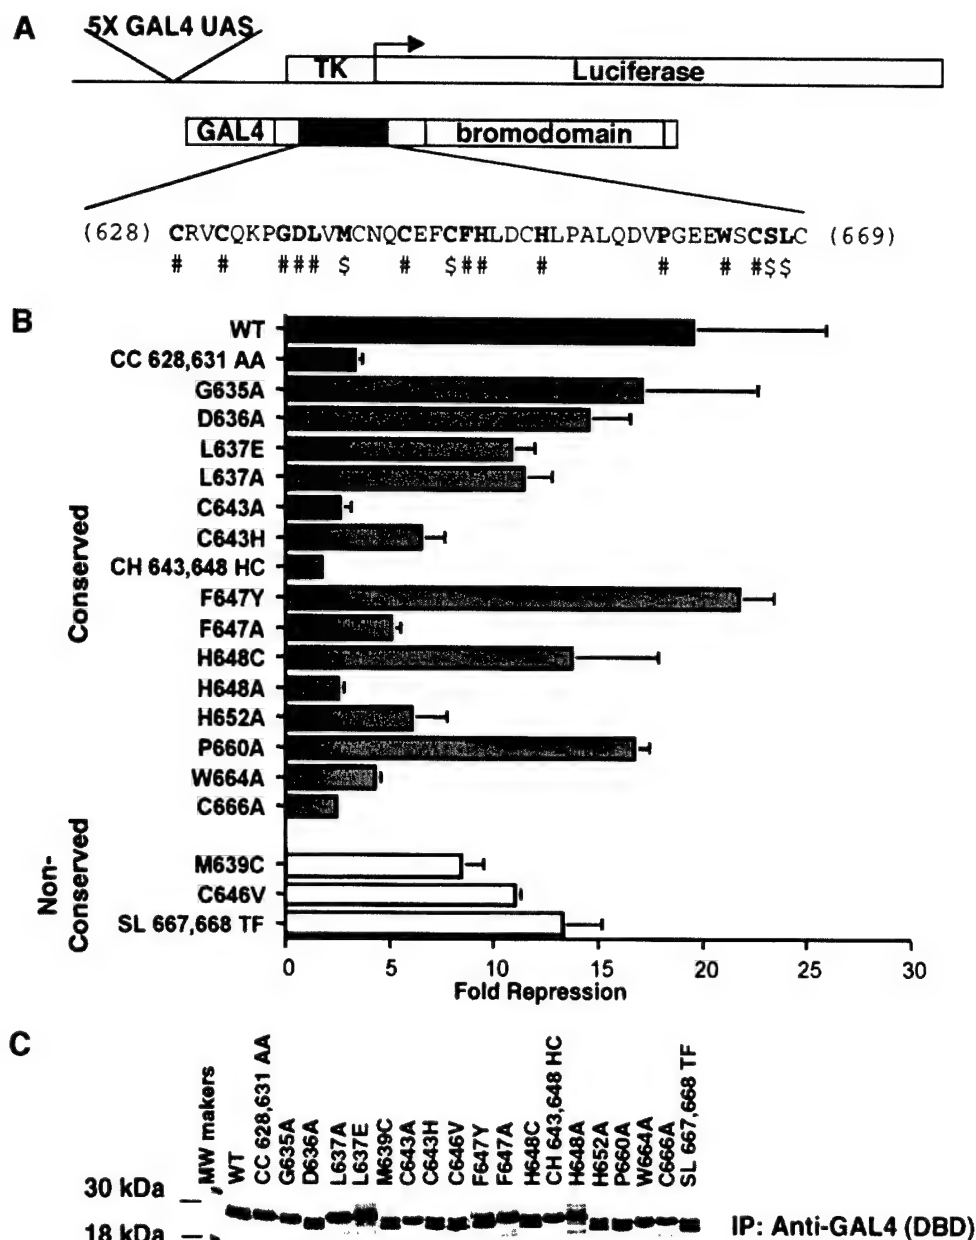 A
5X GAL4 UAS
TK
Luciferase
GAL4
bromodomain
(628) CRVCQKPGDLVMCNQCEFCFHLDCHLPALQDVPGEEWSCSLC (669)
# # ### $ # $## # # # #$$
B
WT
CC 628,631 AA
G635A
D636A
L637E
L637A
C643A
C643H
CH 643,648 HC
F647Y
F647A
H648C
H648A
H652A
P660A
W664A
C666A
Conserved
M639C
C646V
SL 667,668 TF
Non-
Conserved
0 5 10 15 20 25 30
Fold Repression
C
MW makers
WT
CC 628,631 AA
G635A
D636A
L637A
L637E
M639C
C643A
C643H
C646V
F647Y
F647A
H648C
CH 643,648 HC
H648A
H652A
P660A
W664A
C666A
SL 667,668 TF
30 kDa
18 kDa
IP: Anti-GAL4 (DBD)